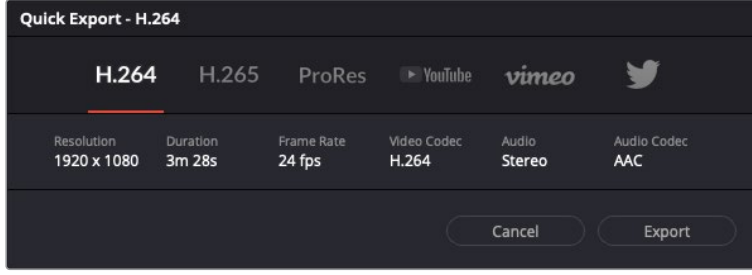 Quick Export - H.264
H.264 H.265 ProRes YouTube vimeo
Resolution Duration Frame Rate Video Codec Audio Audio Codec
1920 x 1080 3m 28s 24 fps H.264 Stereo AAC
Cancel Export